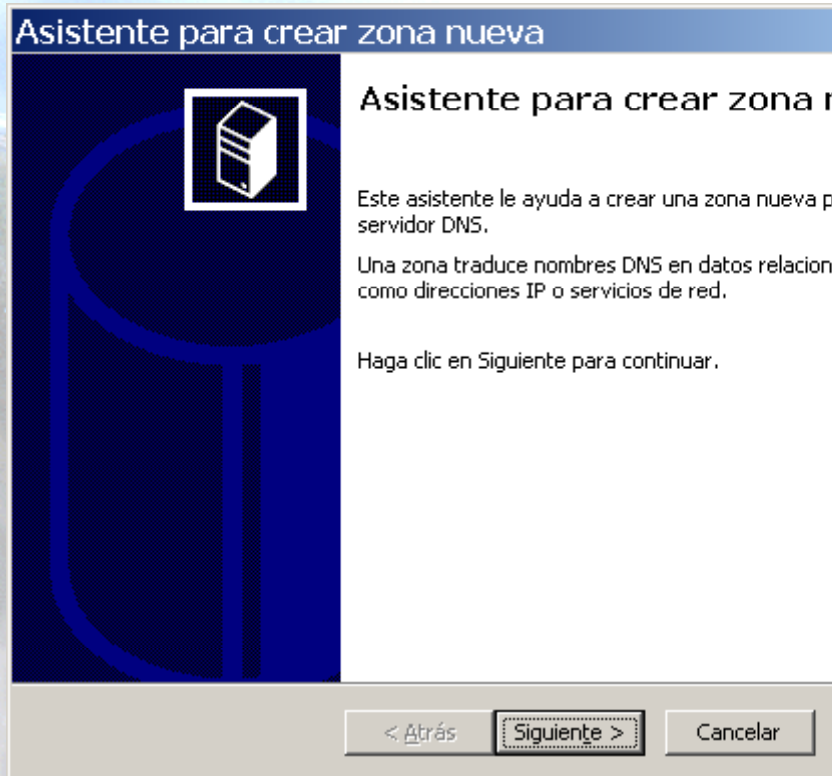 Asistente para crear zona nueva
Asistente para crear zona
Este asistente le ayuda a crear una zona nueva
servidor DNS.
Una zona traduce nombres DNS en datos
como direcciones IP o servicios de red.
Haga clic en Siguiente para continuar.
< Atrás
Siguiente >
Cancelar